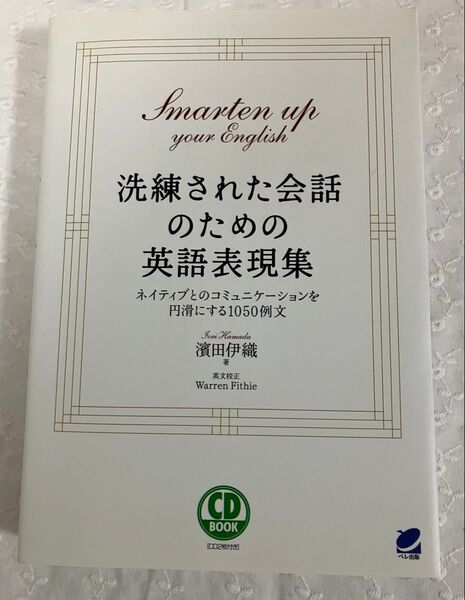 Smarten up
your English
洗練された会話
のための
英語表現集
ネイティブとのコミュニケーションを
円滑にする1050例文
Iori Hamada
濱田伊織
著
英文校正
Warren Fithie
CD
BOOK
[CD2枚付き]
ベレ出版